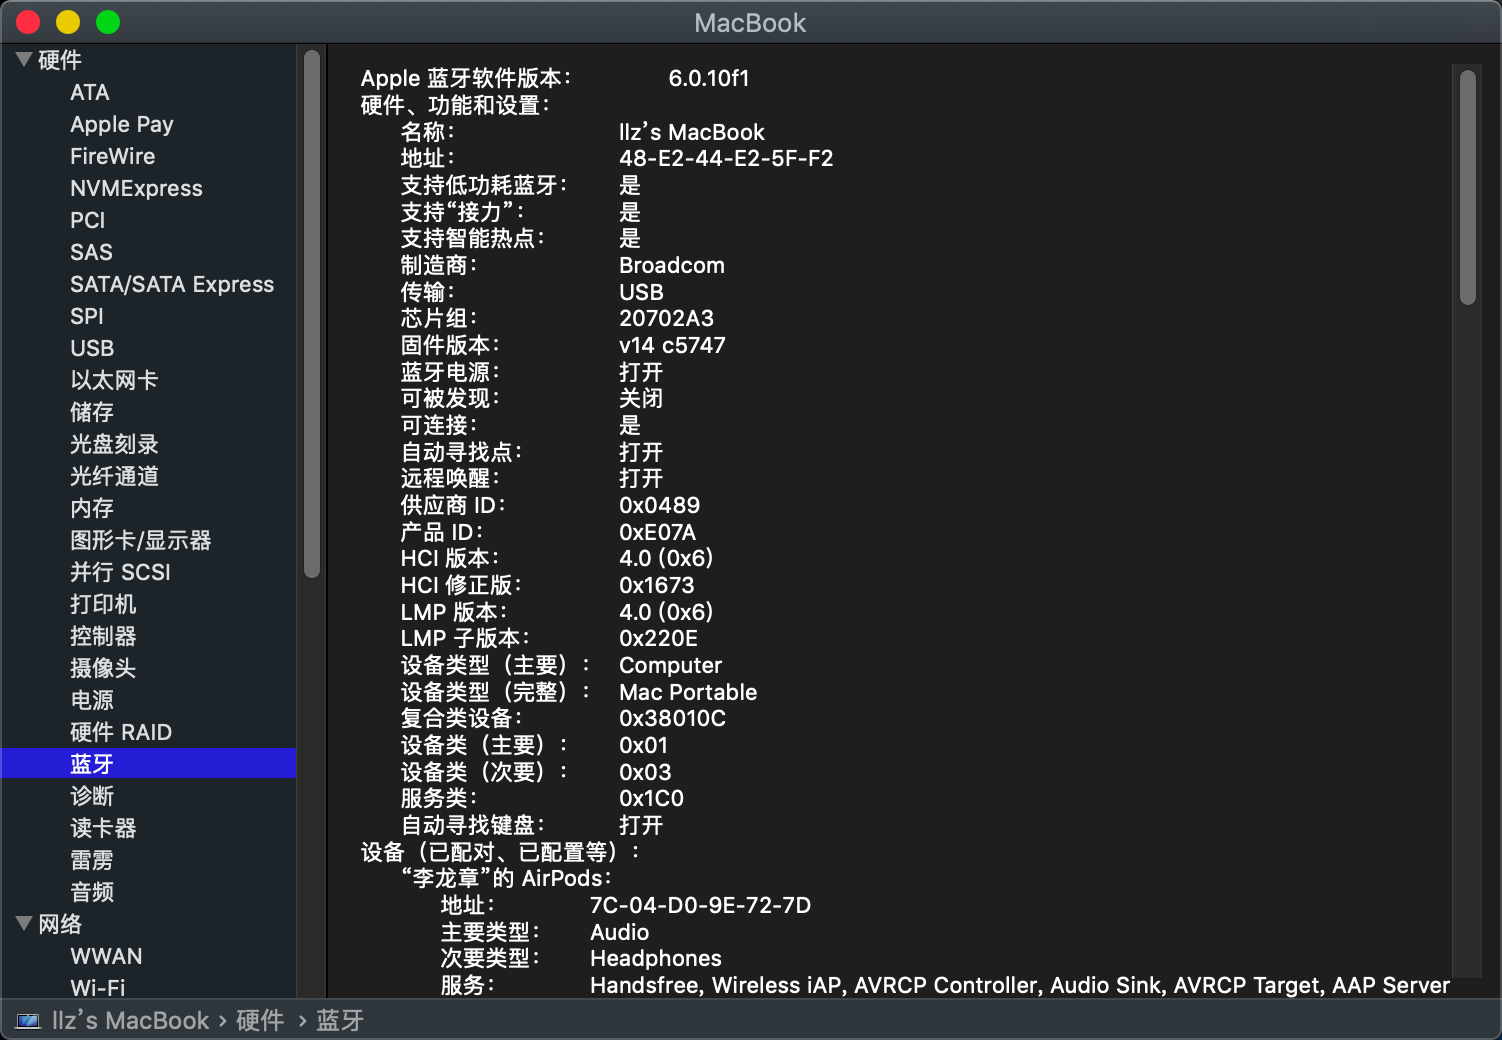 MacBook
硬件
ATA
Apple Pay
FireWire
NVMExpress
PCI
SAS
SATA/SATA Express
SPI
USB
以太网卡
储存
光盘刻录
光纤通道
内存
图形卡/显示器
并行 SCSI
打印机
控制器
摄像头
电源
硬件 RAID
蓝牙
诊断
读卡器
雷雳
音频
网络
WWAN
Wi-Fi
Apple 蓝牙软件版本： 6.0.10f1
硬件、功能和设置：
名称： llz’s MacBook
地址： 48-E2-44-E2-5F-F2
支持低功耗蓝牙： 是
支持“接力”： 是
支持智能热点： 是
制造商： Broadcom
传输： USB
芯片组： 20702A3
固件版本： v14 c5747
蓝牙电源： 打开
可被发现： 关闭
可连接： 是
自动寻找点： 打开
远程唤醒： 打开
供应商 ID： 0x0489
产品 ID： 0xE07A
HCI 版本： 4.0 (0x6)
HCI 修正版： 0x1673
LMP 版本： 4.0 (0x6)
LMP 子版本： 0x220E
设备类型（主要）： Computer
设备类型（完整）： Mac Portable
复合类设备： 0x38010C
设备类（主要）： 0x01
设备类（次要）： 0x03
服务类： 0x1C0
自动寻找键盘： 打开
设备（已配对、已配置等）：
“李龙章”的 AirPods：
地址： 7C-04-D0-9E-72-7D
主要类型： Audio
次要类型： Headphones
服务： Handsfree, Wireless iAP, AVRCP Controller, Audio Sink, AVRCP Target, AAP Server
llz’s MacBook › 硬件 › 蓝牙